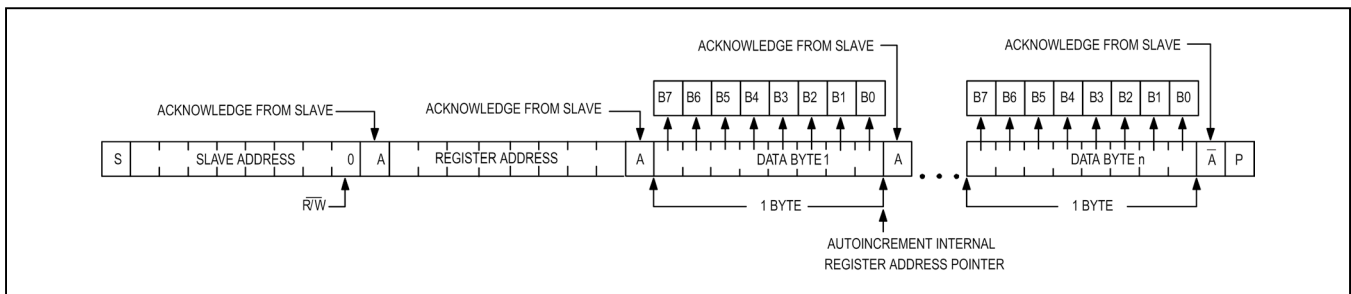 ACKNOWLEDGE FROM SLAVE ACKNOWLEDGE FROM SLAVE
B7 B6 B5 B4 B3 B2 B1 B0 B7 B6 B5 B4 B3 B2 B1 B0
ACKNOWLEDGE FROM SLAVE ACKNOWLEDGE FROM SLAVE
S SLAVE ADDRESS 0 A REGISTER ADDRESS A DATA BYTE 1 A • • • DATA BYTE n A̅ P
R/W̅ 1 BYTE 1 BYTE
AUTOINCREMENT INTERNAL
REGISTER ADDRESS POINTER